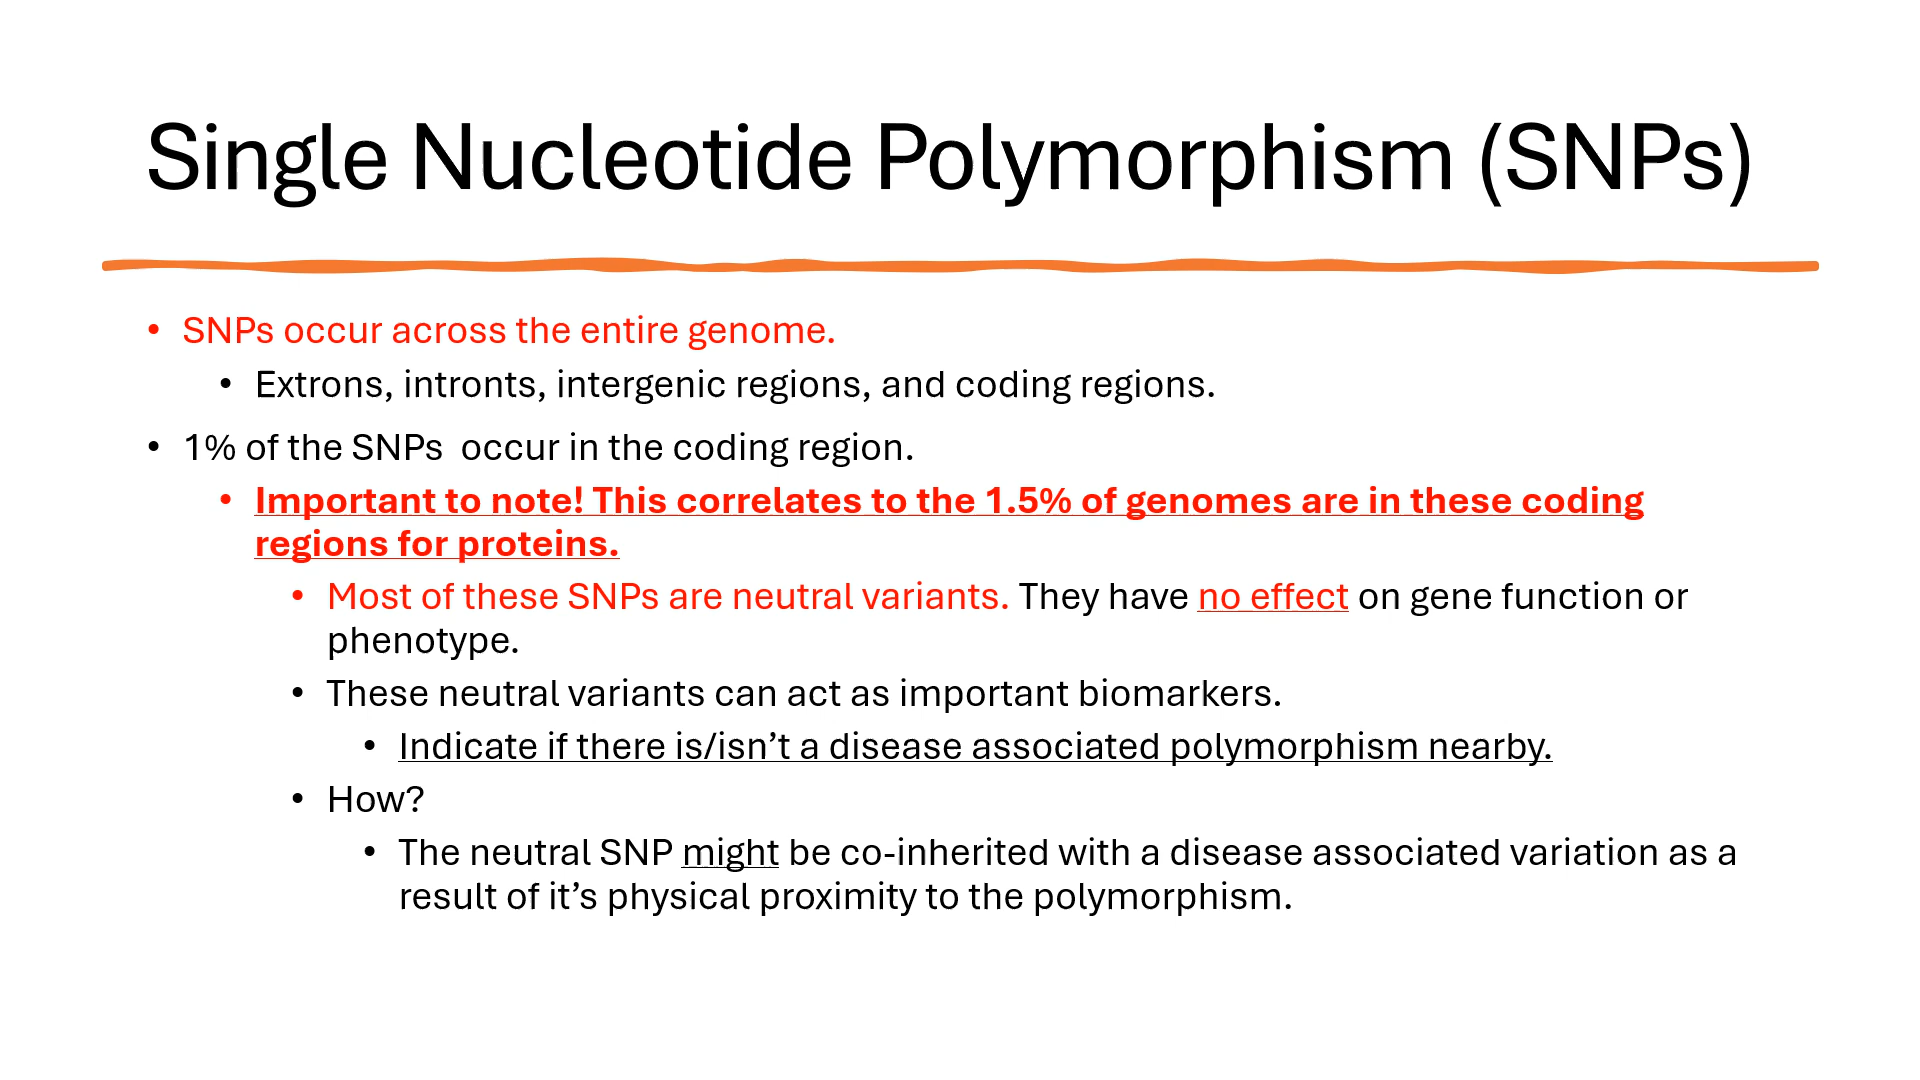 Single Nucleotide Polymorphism (SNPs)
• SNPs occur across the entire genome.
• Extrons, intronts, intergenic regions, and coding regions.
• 1% of the SNPs  occur in the coding region.
• Important to note! This correlates to the 1.5% of genomes are in these coding
regions for proteins.
• Most of these SNPs are neutral variants. They have no effect on gene function or
phenotype.
• These neutral variants can act as important biomarkers.
• Indicate if there is/isn’t a disease associated polymorphism nearby.
• How?
• The neutral SNP might be co-inherited with a disease associated variation as a
result of it’s physical proximity to the polymorphism.